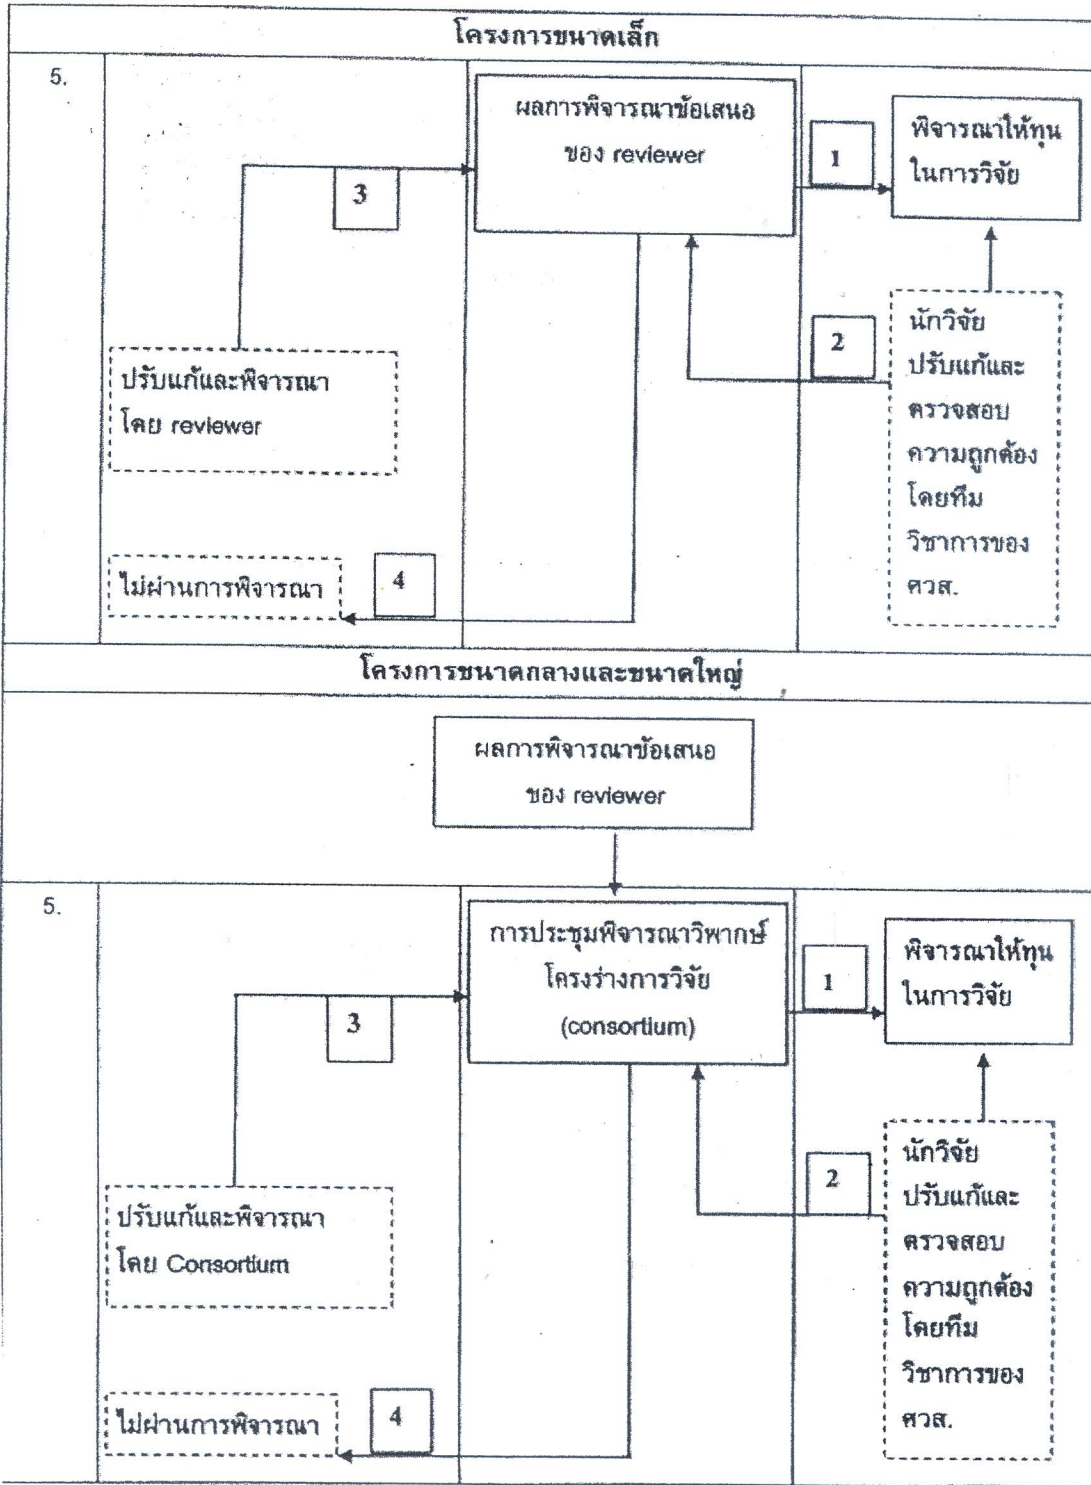 โครงการขนาดเล็ก
5.
ผลการพิจารณาข้อเสนอ
ของ reviewer
1
พิจารณาให้ทุน
ในการวิจัย
3
2
นักวิจัย
ปรับแก้และ
ตรวจสอบ
ความถูกต้อง
โดยทีม
วิชาการของ
ศวส.
ปรับแก้และพิจารณา
โดย reviewer
ไม่ผ่านการพิจารณา
4
โครงการขนาดกลางและขนาดใหญ่
ผลการพิจารณาข้อเสนอ
ของ reviewer
5.
การประชุมพิจารณาวิพากษ์
โครงร่างการวิจัย
(consortium)
1
พิจารณาให้ทุน
ในการวิจัย
3
2
นักวิจัย
ปรับแก้และ
ตรวจสอบ
ความถูกต้อง
โดยทีม
วิชาการของ
ศวส.
ปรับแก้และพิจารณา
โดย Consortium
ไม่ผ่านการพิจารณา
4